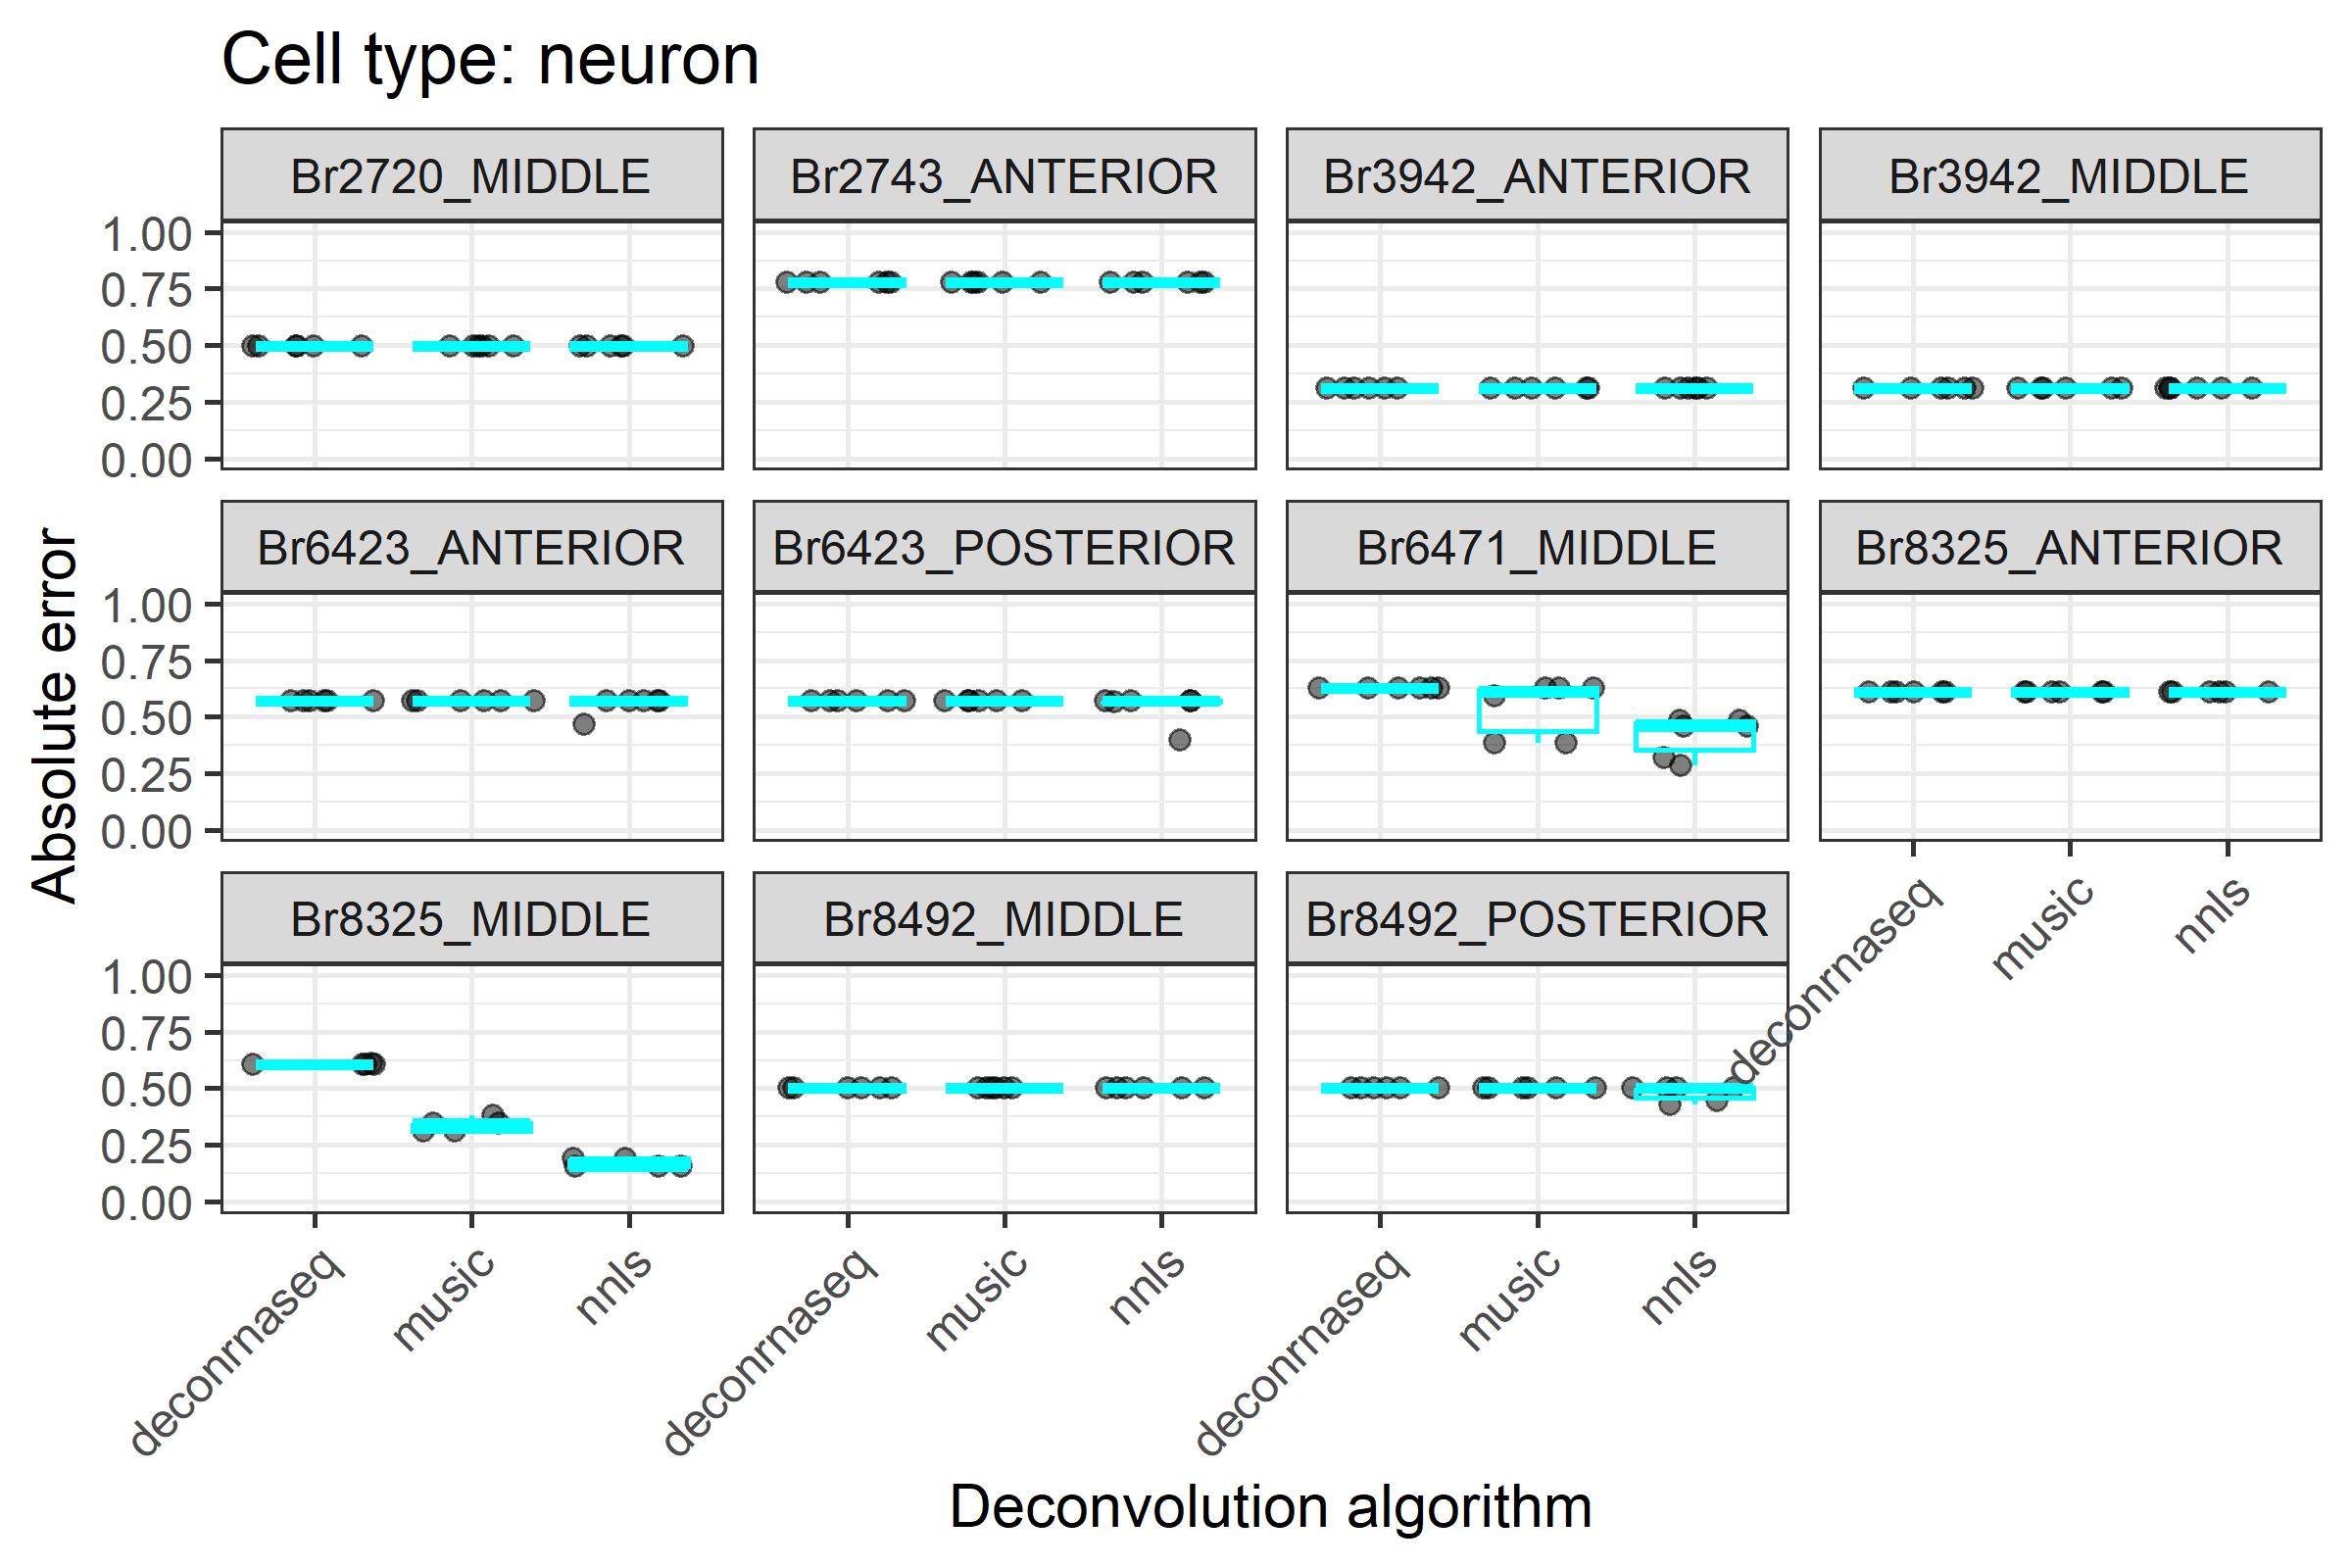 Cell type: neuron
Br2720_MIDDLE Br2743_ANTERIOR Br3942_ANTERIOR Br3942_MIDDLE
1.00
0.75
0.50
0.25
0.00
Br6423_ANTERIOR Br6423_POSTERIOR Br6471_MIDDLE Br8325_ANTERIOR
1.00
0.75
0.50
0.25
0.00
Absolute error
deconrnaseq music nnls
Br8325_MIDDLE Br8492_MIDDLE Br8492_POSTERIOR
1.00
0.75
0.50
0.25
0.00
deconrnaseq music nnls deconrnaseq music nnls deconrnaseq music nnls
Deconvolution algorithm